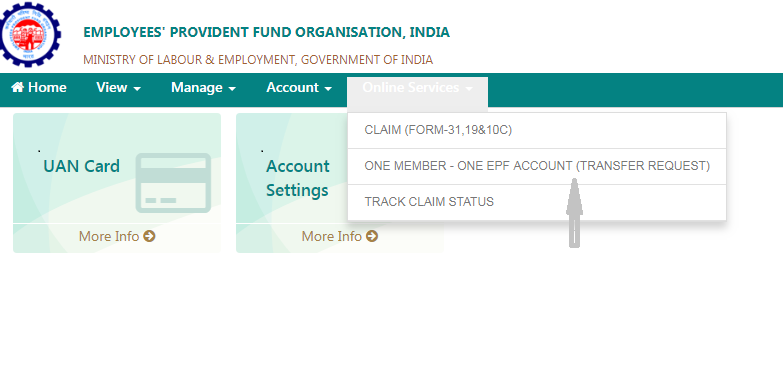 EMPLOYEES' PROVIDENT FUND ORGANISATION, INDIA
MINISTRY OF LABOUR & EMPLOYMENT, GOVERNMENT OF INDIA
Home View Manage Account Online Services
CLAIM (FORM-31,19&10C)
ONE MEMBER - ONE EPF ACCOUNT (TRANSFER REQUEST)
TRACK CLAIM STATUS
UAN Card
More Info
Account
Settings
More Info